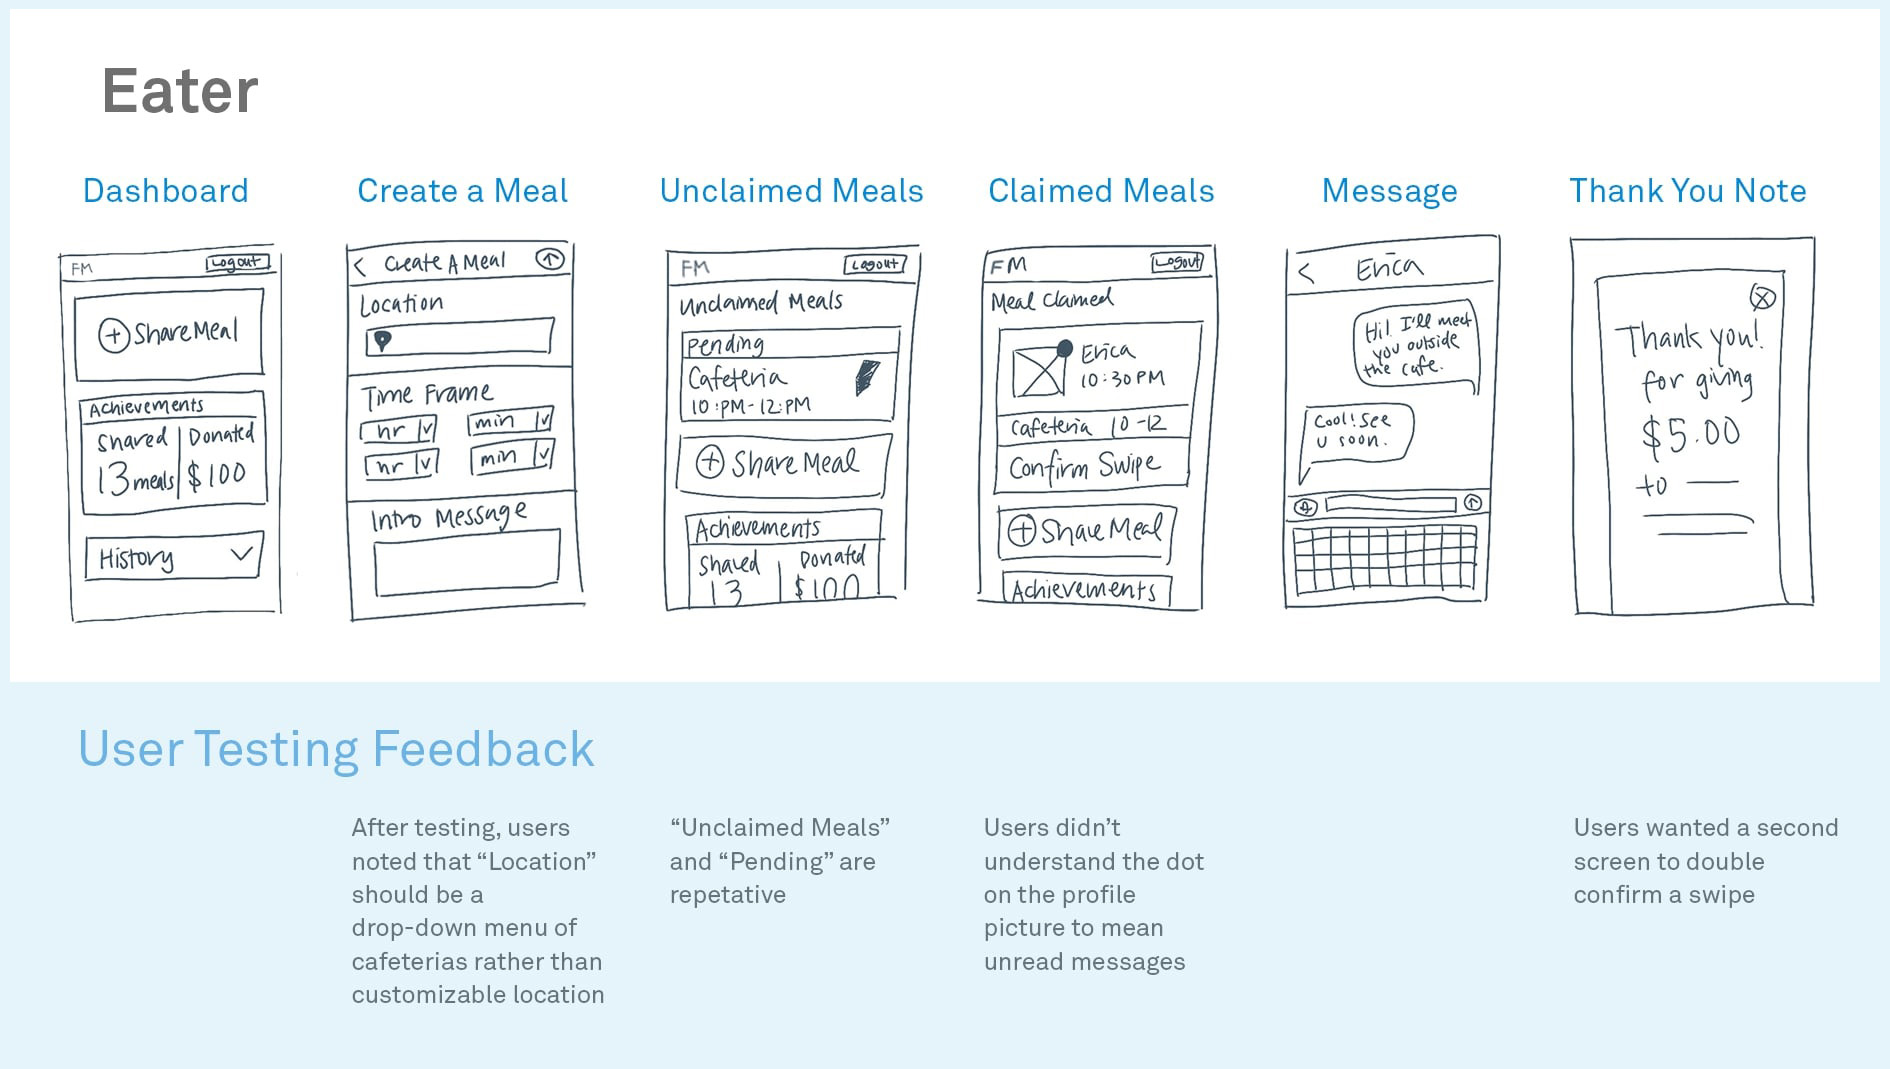 Eater
Dashboard
Create a Meal
Unclaimed Meals
Claimed Meals
Message
Thank You Note
FM
Logout
+ Share Meal
Achievements
Shared
Donated
13 meals
$100
History
Create A Meal
Location
Time Frame
hr
min
hr
min
Intro Message
FM
Logout
Unclaimed Meals
Pending
Cafeteria
10:PM-12:PM
+ Share Meal
Achievements
Shared
Donated
13
$100
FM
Logout
Meal Claimed
Erica
10:30PM
Cafeteria 10-12
Confirm Swipe
+ Share Meal
Achievements
Erica
Hi! I'll meet
you outside
the cafe.
Cool! See
u soon.
Thank you!
for giving
$5.00
to
User Testing Feedback
After testing, users
noted that “Location”
should be a
drop-down menu of
cafeterias rather than
customizable location
“Unclaimed Meals”
and “Pending” are
repetative
Users didn’t
understand the dot
on the profile
picture to mean
unread messages
Users wanted a second
screen to double
confirm a swipe